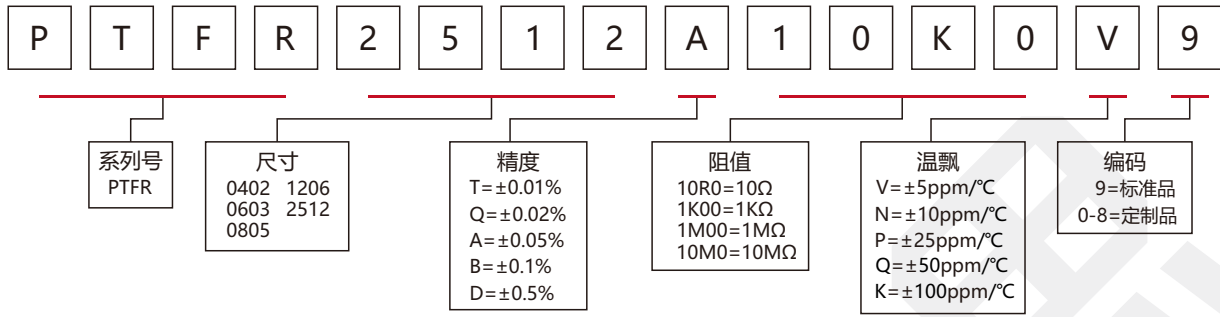 P T F R 2 5 1 2 A 1 0 K 0 V 9
系列号
PTFR
尺寸
0402 1206
0603 2512
0805
精度
T=±0.01%
Q=±0.02%
A=±0.05%
B=±0.1%
D=±0.5%
阻值
10R0=10Ω
1K00=1KΩ
1M00=1MΩ
10M0=10MΩ
温飘
V=±5ppm/℃
N=±10ppm/℃
P=±25ppm/℃
Q=±50ppm/℃
K=±100ppm/℃
编码
9=标准品
0-8=定制品